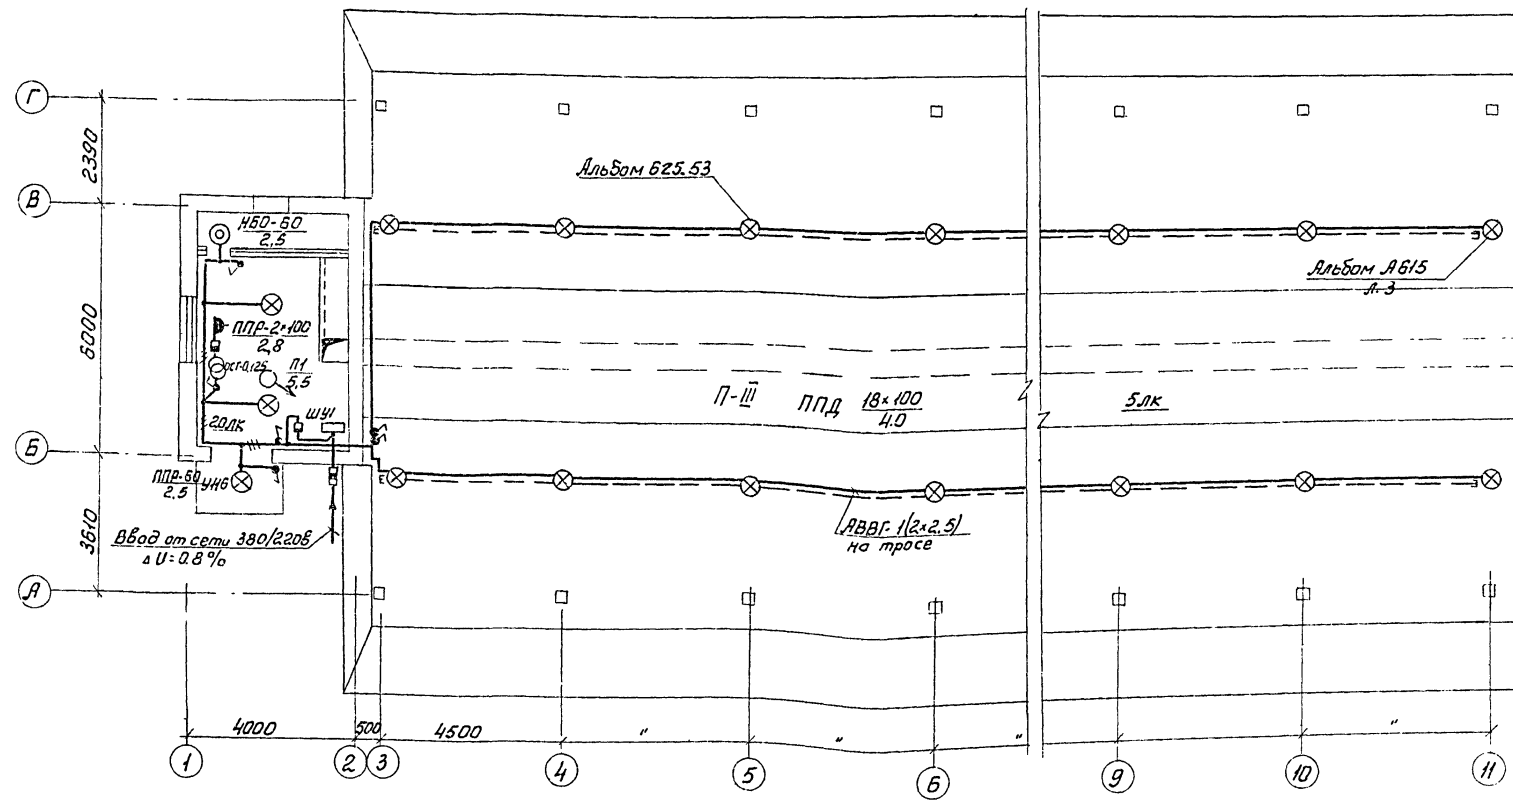 Г
2390
Альбом 625.53
В
НБО-60
2,5
Альбом А615
л.3
6000
ППР-2×100
2,8
ОСГ-0,125
П1
5,5
П-III ППД 18×100
4.0
5лк
ШУ1
20лк
Б
ППР-60
2,5
АВВГ-1(2×2,5)
на тросе
3610
Ввод от сети 380/220в
ΔU=0.8%
А
4000
500
4500
"
"
"
"
1
2
3
4
5
6
9
10
11